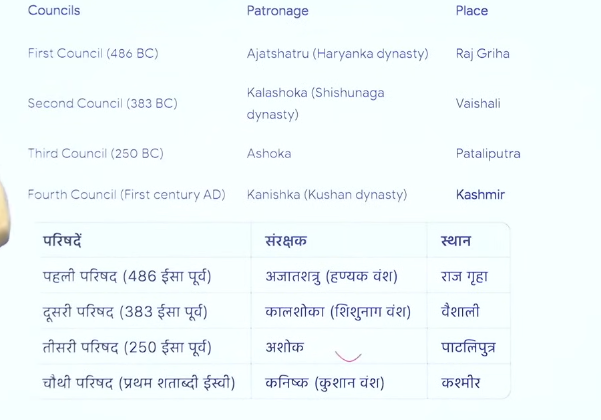 Councils Patronage Place
First Council (486 BC) Ajatshatru (Haryanka dynasty) Raj Griha
Second Council (383 BC) Kalashoka (Shishunaga dynasty) Vaishali
Third Council (250 BC) Ashoka Pataliputra
Fourth Council (First century AD) Kanishka (Kushan dynasty) Kashmir
परिषदें संरक्षक स्थान
पहली परिषद (486 ईसा पूर्व) अजातशत्रु (हण्यक वंश) राज गृहा
दूसरी परिषद (383 ईसा पूर्व) कालशोका (शिशुनाग वंश) वैशाली
तीसरी परिषद (250 ईसा पूर्व) अशोक पाटलिपुत्र
चौथी परिषद (प्रथम शताब्दी ईस्वी) कनिष्क (कुशान वंश) कश्मीर